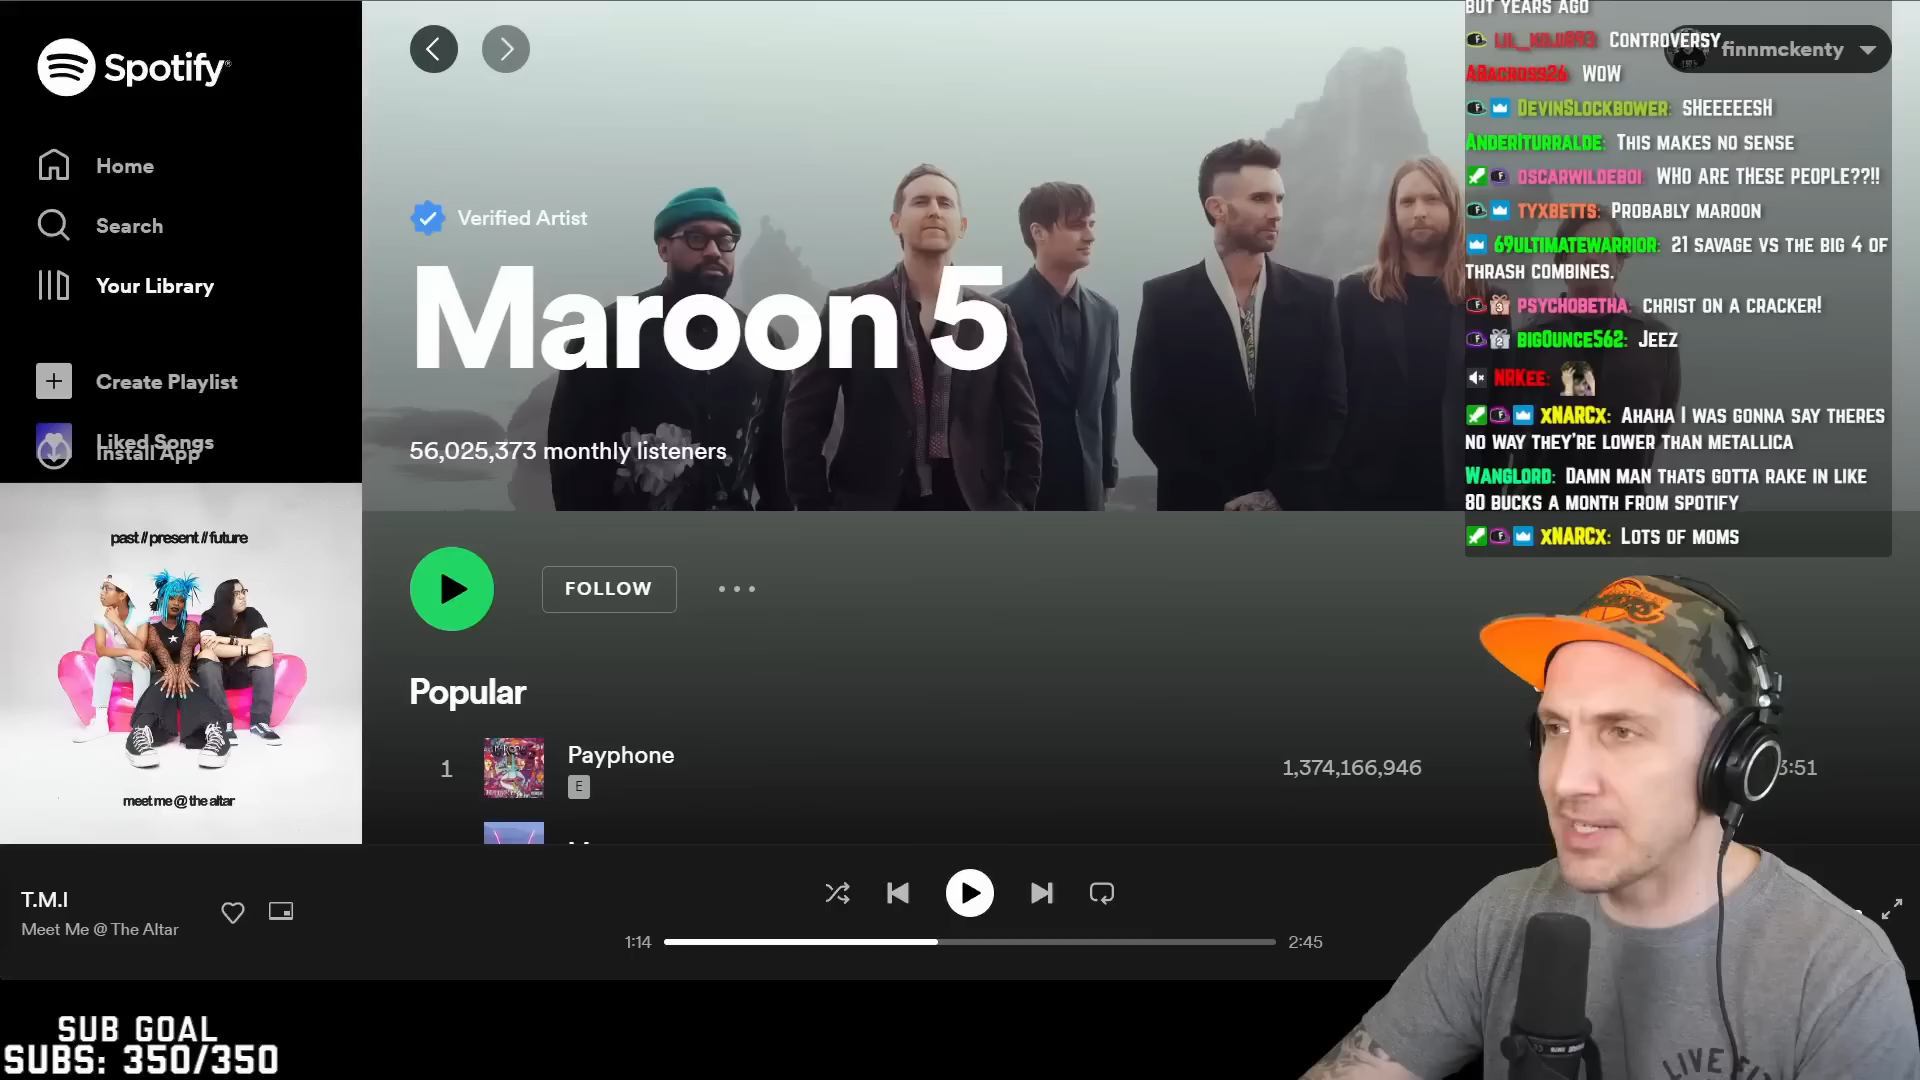 Spotify
Home
Search
Your Library
Create Playlist
Liked Songs
Install App
past // present // future
meet me @ the altar
Verified Artist
Maroon 5
56,025,373 monthly listeners
FOLLOW
Popular
1
Payphone
E
1,374,166,946
3:51
finnmckenty
BUT YEARS AGO
CONTROVERSY
ABACROSS26 WOW
DEVINSLOCKBOWER: SHEEEEESH
ANDERITURRALDE: THIS MAKES NO SENSE
OSCARWILDEBOI: WHO ARE THESE PEOPLE??!!
TYXBETTS: PROBABLY MAROON
69ULTIMATEWARRIOR: 21 SAVAGE VS THE BIG 4 OF
THRASH COMBINES.
PSYCHOBETHA: CHRIST ON A CRACKER!
BIGOUNCE562: JEEZ
NRKEE:
XNARCX: AHAHA I WAS GONNA SAY THERES
NO WAY THEY'RE LOWER THAN METALLICA
WANGLORD: DAMN MAN THATS GOTTA RAKE IN LIKE
80 BUCKS A MONTH FROM SPOTIFY
XNARCX: LOTS OF MOMS
T.M.I
Meet Me @ The Altar
1:14
2:45
SUB GOAL
SUBS: 350/350
LIVE